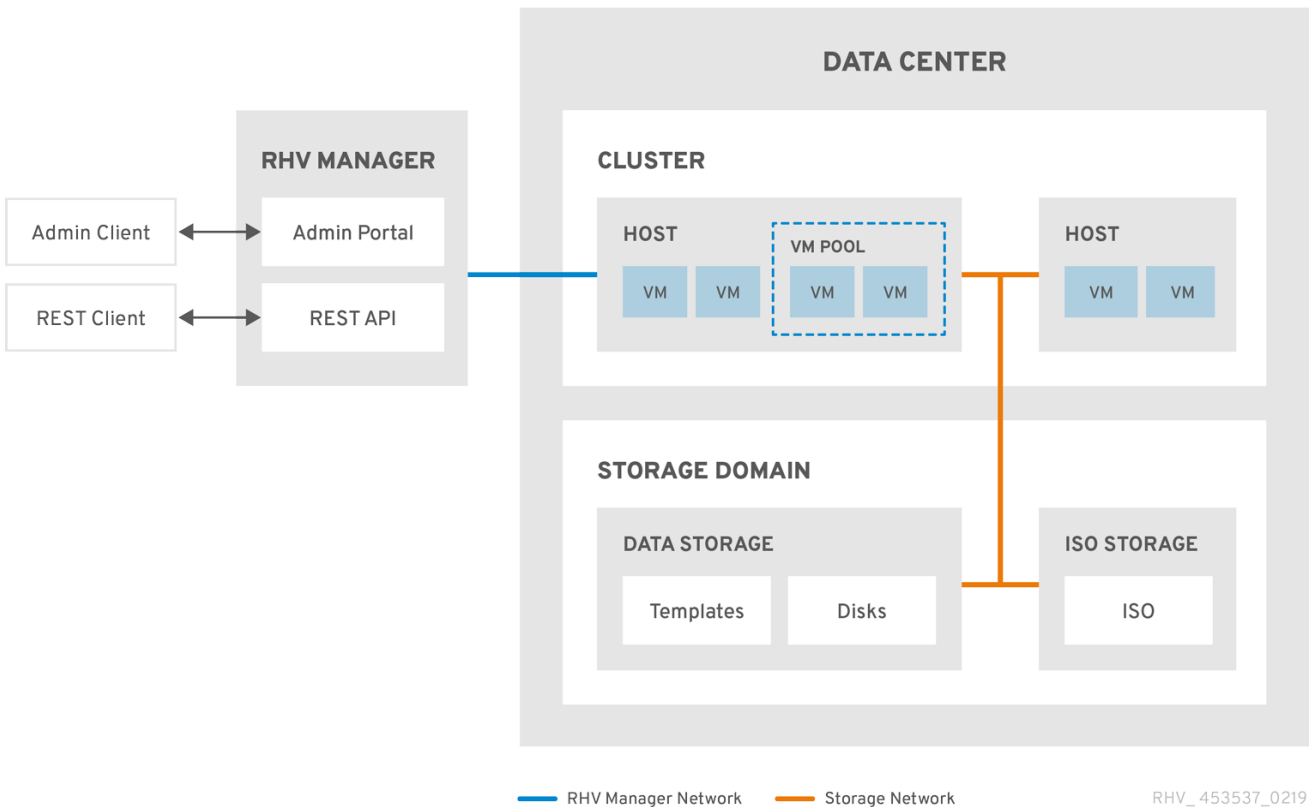 DATA CENTER
RHV MANAGER
Admin Client
Admin Portal
REST Client
REST API
CLUSTER
HOST
VM
VM
VM POOL
VM
VM
HOST
VM
VM
STORAGE DOMAIN
DATA STORAGE
Templates
Disks
ISO STORAGE
ISO
RHV Manager Network
Storage Network
RHV_453537_0219